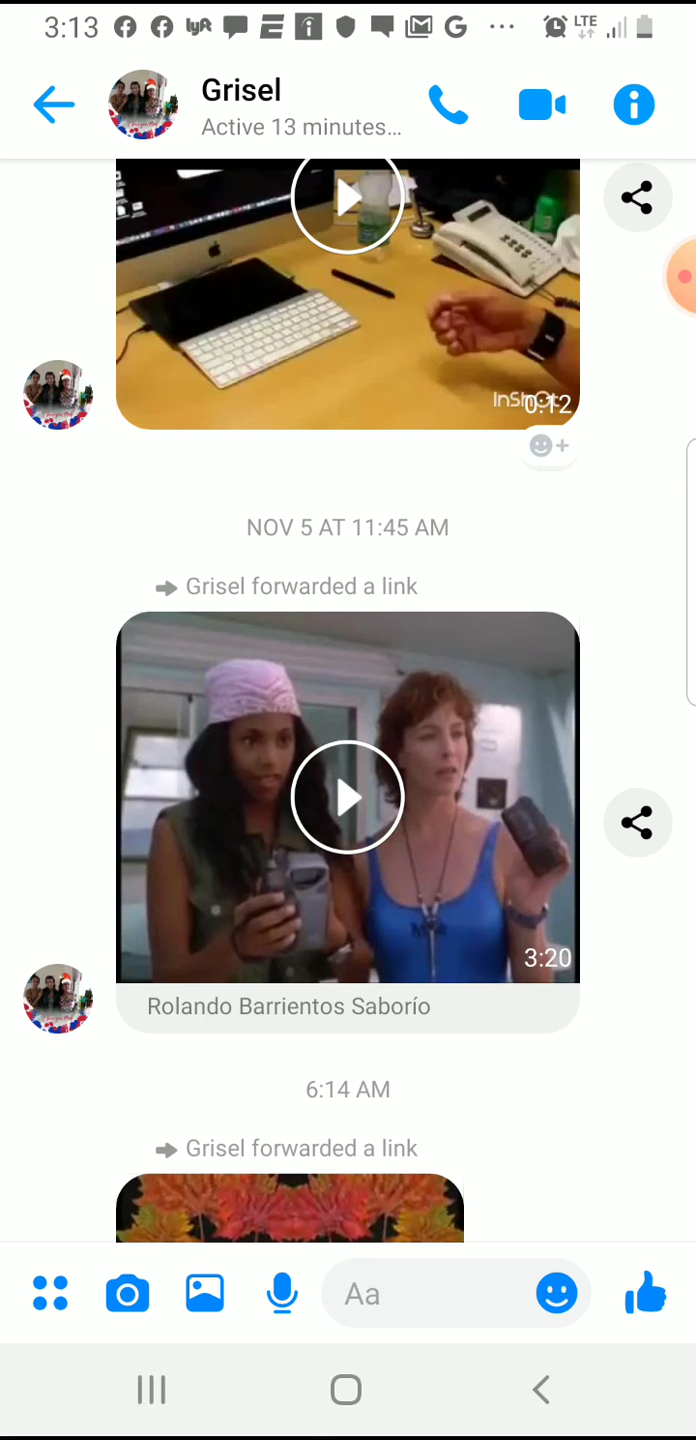 3:13
LTE
Grisel
Active 13 minutes...
InShOt
0:12
NOV 5 AT 11:45 AM
Grisel forwarded a link
3:20
Rolando Barrientos Saborío
6:14 AM
Grisel forwarded a link
Aa